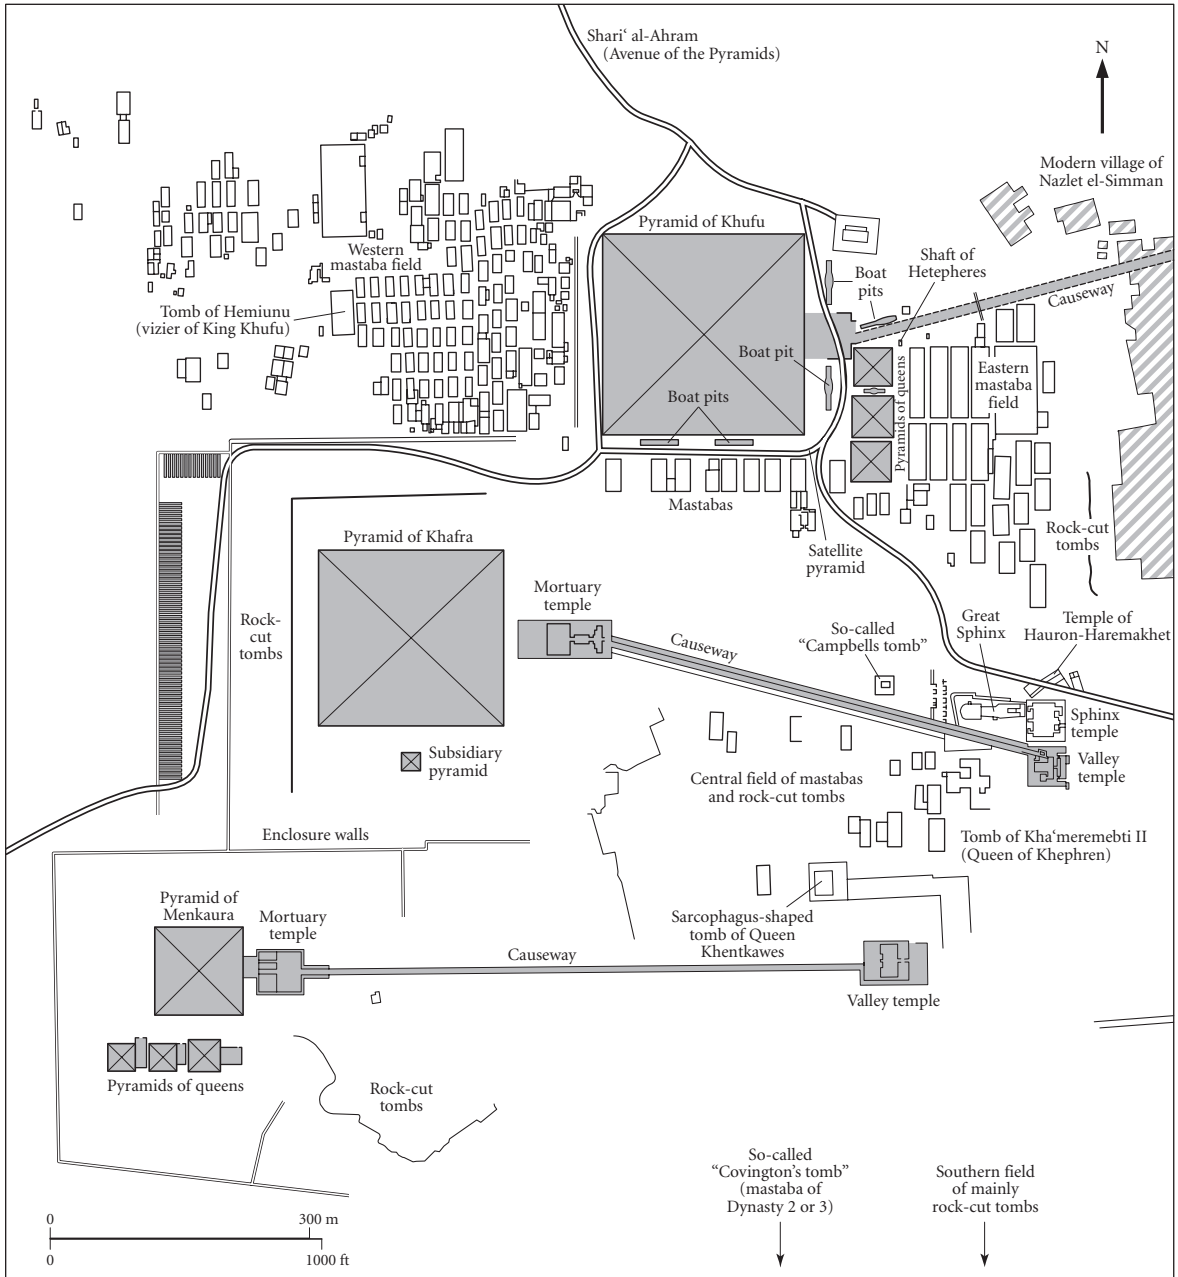 Shari‘ al-Ahram
(Avenue of the Pyramids)
N
Modern village of
Nazlet el-Simman
Pyramid of Khufu
Western
mastaba field
Shaft of
Hetepheres
Boat
pits
Causeway
Tomb of Hemiunu
(vizier of King Khufu)
Boat pit
Pyramids of queens
Eastern
mastaba
field
Boat pits
Mastabas
Rock-cut
tombs
Pyramid of Khafra
Satellite
pyramid
Mortuary
temple
Rock-
cut
tombs
Causeway
So-called
“Campbells tomb”
Great
Sphinx
Temple of
Hauron-Haremakhet
Sphinx
temple
Subsidiary
pyramid
Valley
temple
Central field of mastabas
and rock-cut tombs
Enclosure walls
Tomb of Kha‘meremebti II
(Queen of Khephren)
Pyramid of
Menkaura
Mortuary
temple
Sarcophagus-shaped
tomb of Queen
Khentkawes
Causeway
Valley temple
Pyramids of queens
Rock-cut
tombs
So-called
“Covington’s tomb”
(mastaba of
Dynasty 2 or 3)
Southern field
of mainly
rock-cut tombs
0 300 m
0 1000 ft